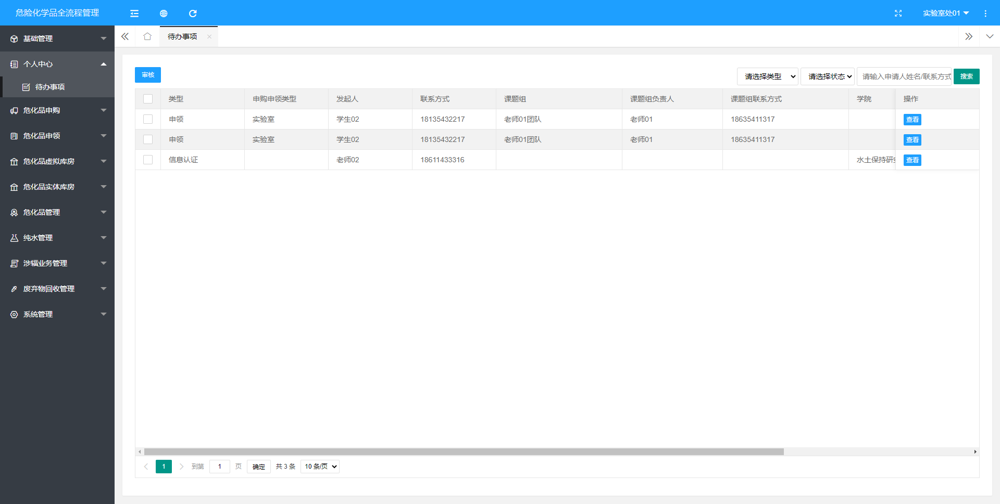 危险化学品全流程管理
实验室处01
基础管理
个人中心
待办事项
危化品申购
危化品申领
危化品虚拟库房
危化品实体库房
危化品管理
纯水管理
涉辐业务管理
废弃物回收管理
系统管理
待办事项
审核
请选择类型 请选择状态 请输入申请人姓名/联系方式 搜索
类型 申购申领类型 发起人 联系方式 课题组 课题组负责人 课题组联系方式 学院 操作
申领 实验室 学生02 18135432217 老师01团队 老师01 18635411317 查看
申领 实验室 学生02 18135432217 老师01团队 老师01 18635411317 查看
信息认证 老师02 18611433316 水土保持研 查看
1 到第 1 页 确定 共 3 条 10 条/页